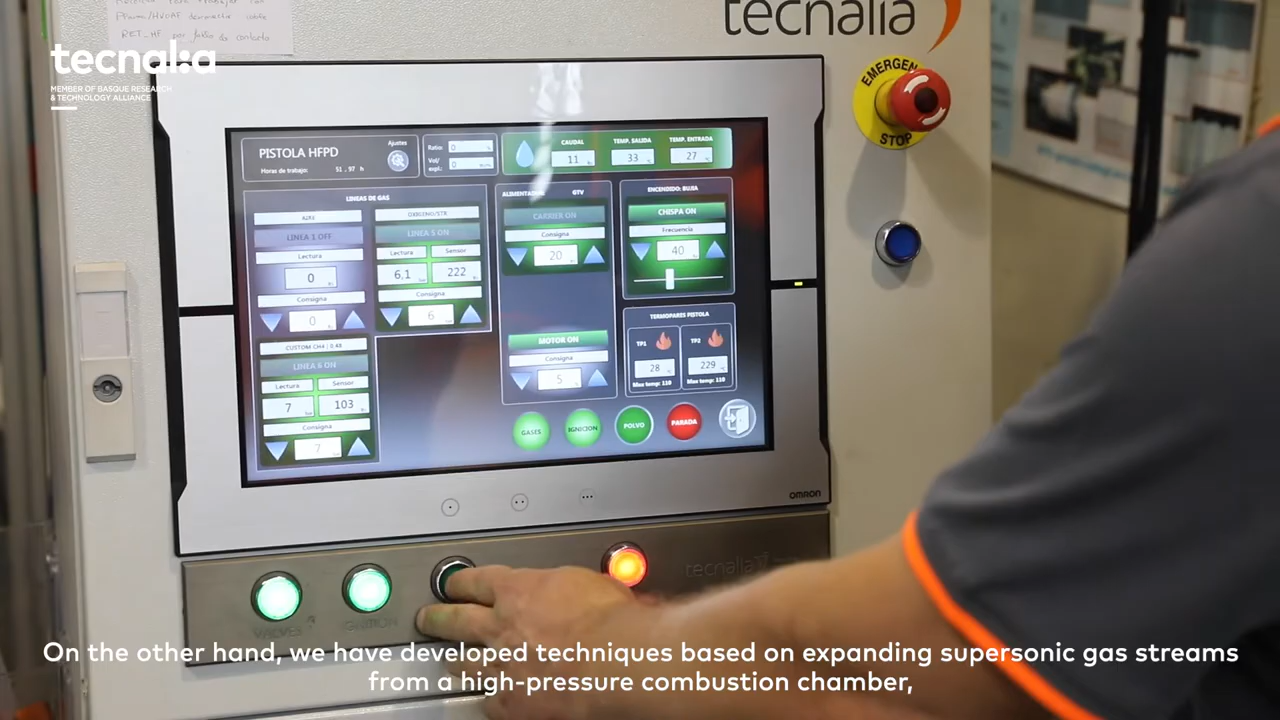 tecnalia
MEMBER OF BASQUE RESEARCH
& TECHNOLOGY ALLIANCE
tecnalia
EMERGEN
STOP
PISTOLA HFPD
Ajustes
Horas de trabajo: 51 , 97 h
Ratio: 0
Vol/
expl.: 0
CAUDAL TEMP. SALIDA TEMP. ENTRADA
11 33 27
LINEAS DE GAS
AIRE
LINEA 1 OFF
Lectura
0
Consigna
0
OXIGENO/STR
LINEA 5 ON
Lectura Sensor
6,1 222
Consigna
6
CUSTOM CH4 | 0.43
LINEA 6 ON
Lectura Sensor
7 103
Consigna
7
GTV
CARRIER ON
Consigna
20
MOTOR ON
Consigna
5
ENCENDIDO: BUJIA
CHISPA ON
Frecuencia
40
TERMOPARES PISTOLA
TP1 TP2
28 229
Max temp: 110 Max temp: 110
GASES IGNICION POLVO PARADA
OMRON
tecnalia
IGNITION
On the other hand, we have developed techniques based on expanding supersonic gas streams
from a high-pressure combustion chamber,